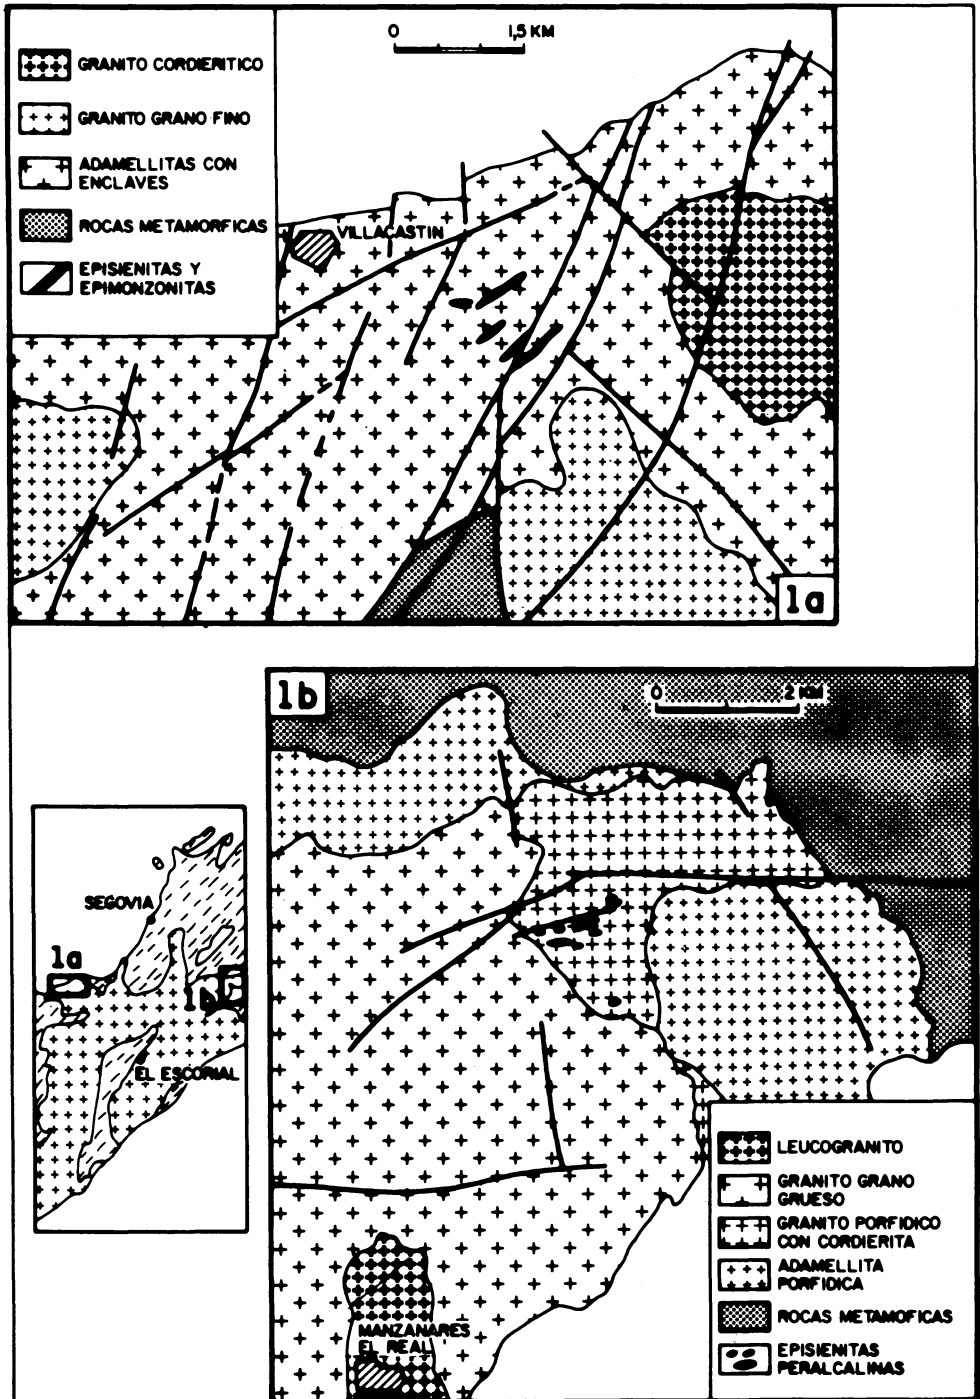 GRANITO CORDIERITICO
GRANITO GRANO FINO
ADAMELLITAS CON
ENCLAVES
ROCAS METAMORFICAS
EPISIENITAS Y
EPIMONZONITAS
0 1,5 KM
VILLACASTIN
1a
1b
0 2 KM
SEGOVIA
1a
1b
EL ESCORIAL
LEUCOGRANITO
GRANITO GRANO
GRUESO
GRANITO PORFIDICO
CON CORDIERITA
ADAMELLITA
PORFIDICA
ROCAS METAMOFICAS
EPISIENITAS
PERALCALINAS
MANZANARES
EL REAL